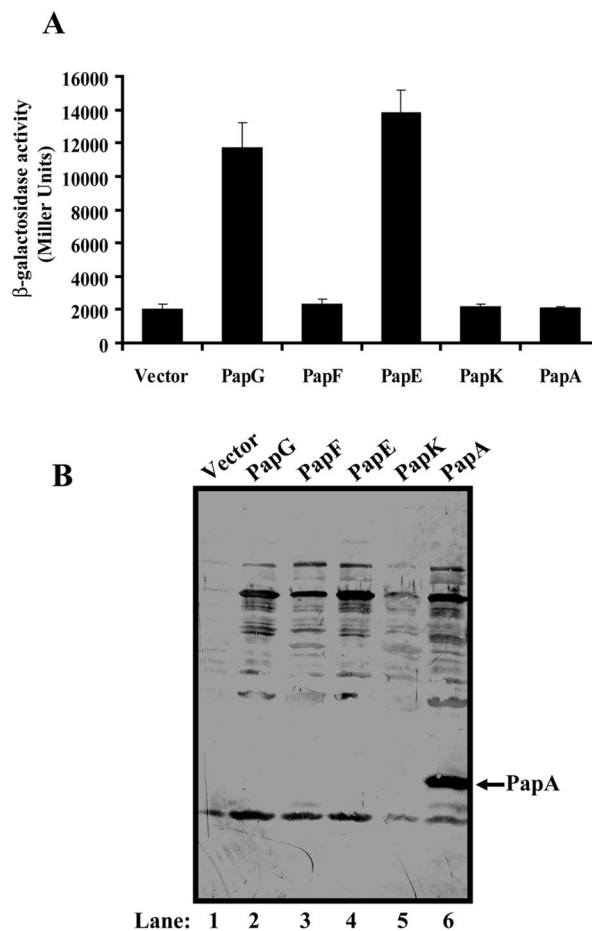 A
β-galactosidase activity
(Miller Units)
16000
14000
12000
10000
8000
6000
4000
2000
0
Vector PapG PapF PapE PapK PapA
B
Vector PapG PapF PapE PapK PapA
PapA
Lane: 1 2 3 4 5 6